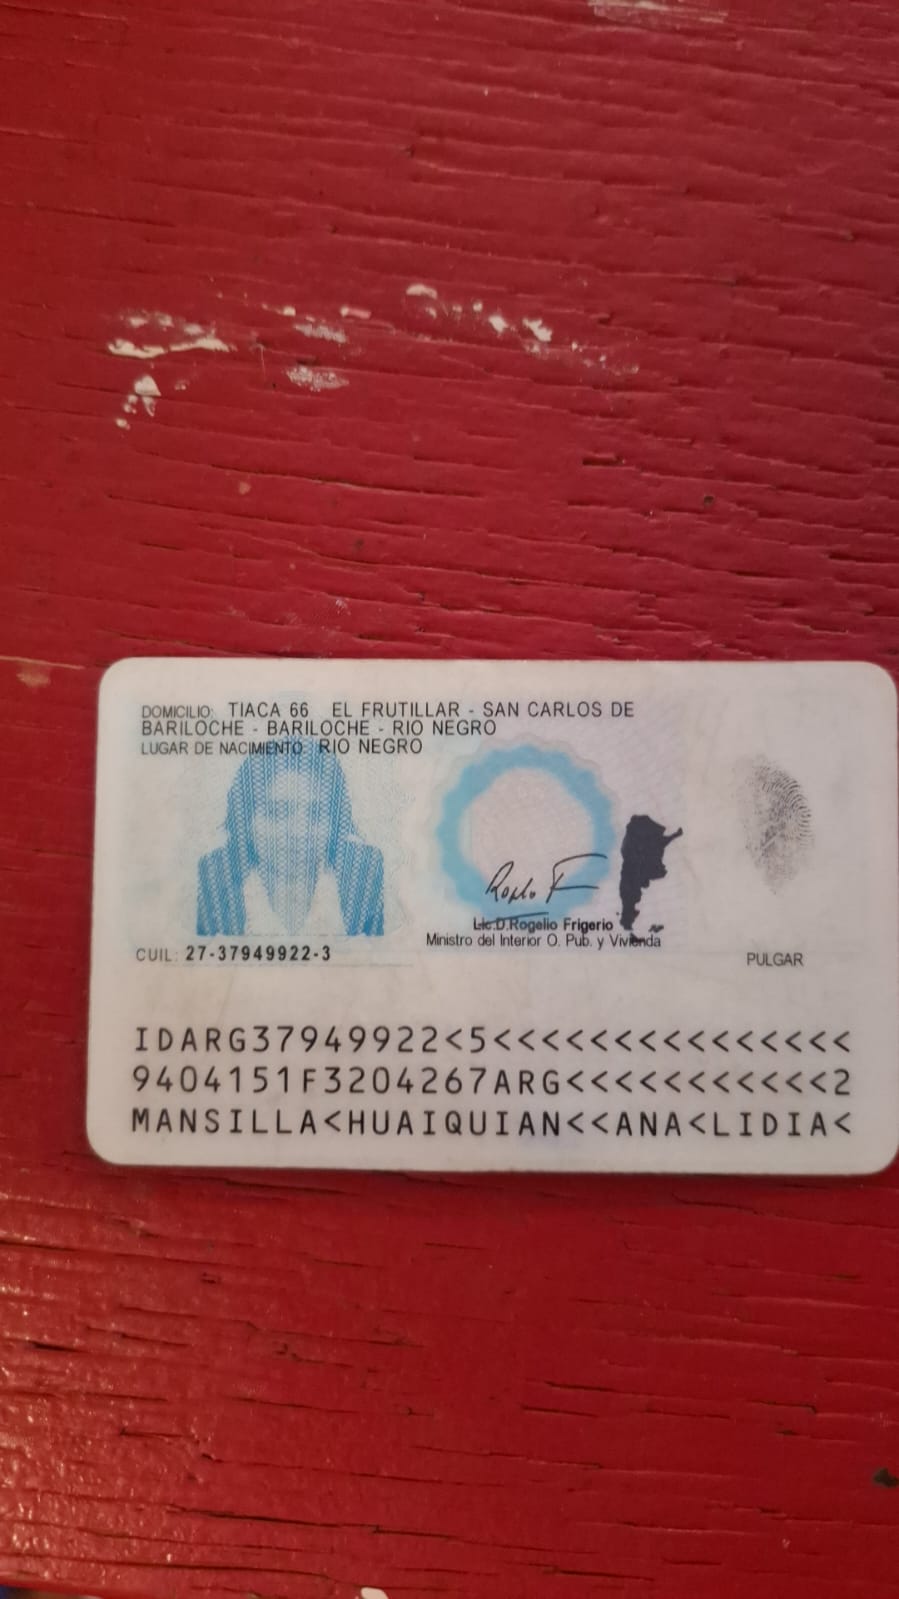 DOMICILIO: TIACA 66 EL FRUTILLAR - SAN CARLOS DE
BARILOCHE - BARILOCHE - RIO NEGRO
LUGAR DE NACIMIENTO: RIO NEGRO
Lic.D.Rogelio Frigerio
Ministro del Interior O. Pub. y Vivienda
CUIL: 27-37949922-3
PULGAR
IDARG37949922<5<<<<<<<<<<<<<<<
9404151F3204267ARG<<<<<<<<<<<2
MANSILLA<HUAIQUIAN<<ANA<LIDIA<